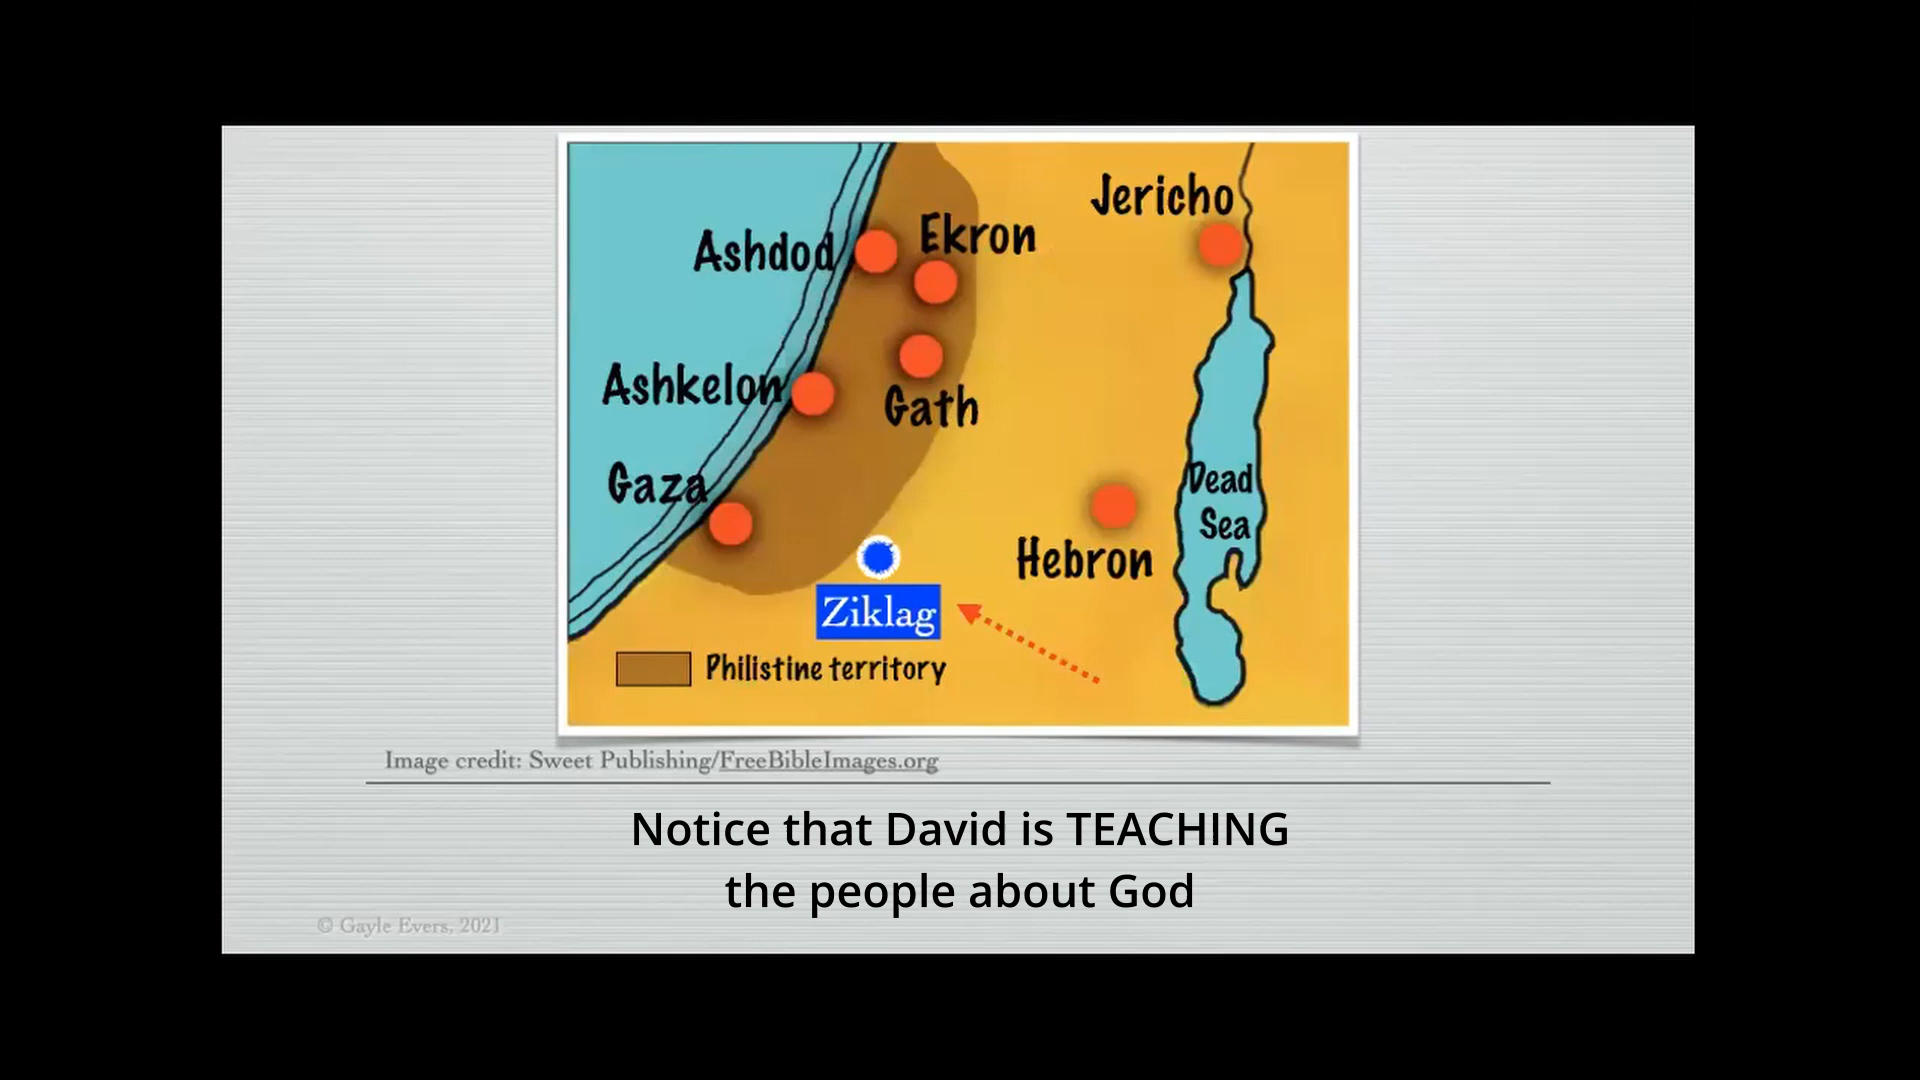 Jericho
Ekron
Ashdod
Ashkelon
Gath
Gaza
Dead
Sea
Hebron
Ziklag
Philistine territory
Image credit: Sweet Publishing/FreeBibleImages.org
Notice that David is TEACHING
the people about God
© Gayle Evers, 2021